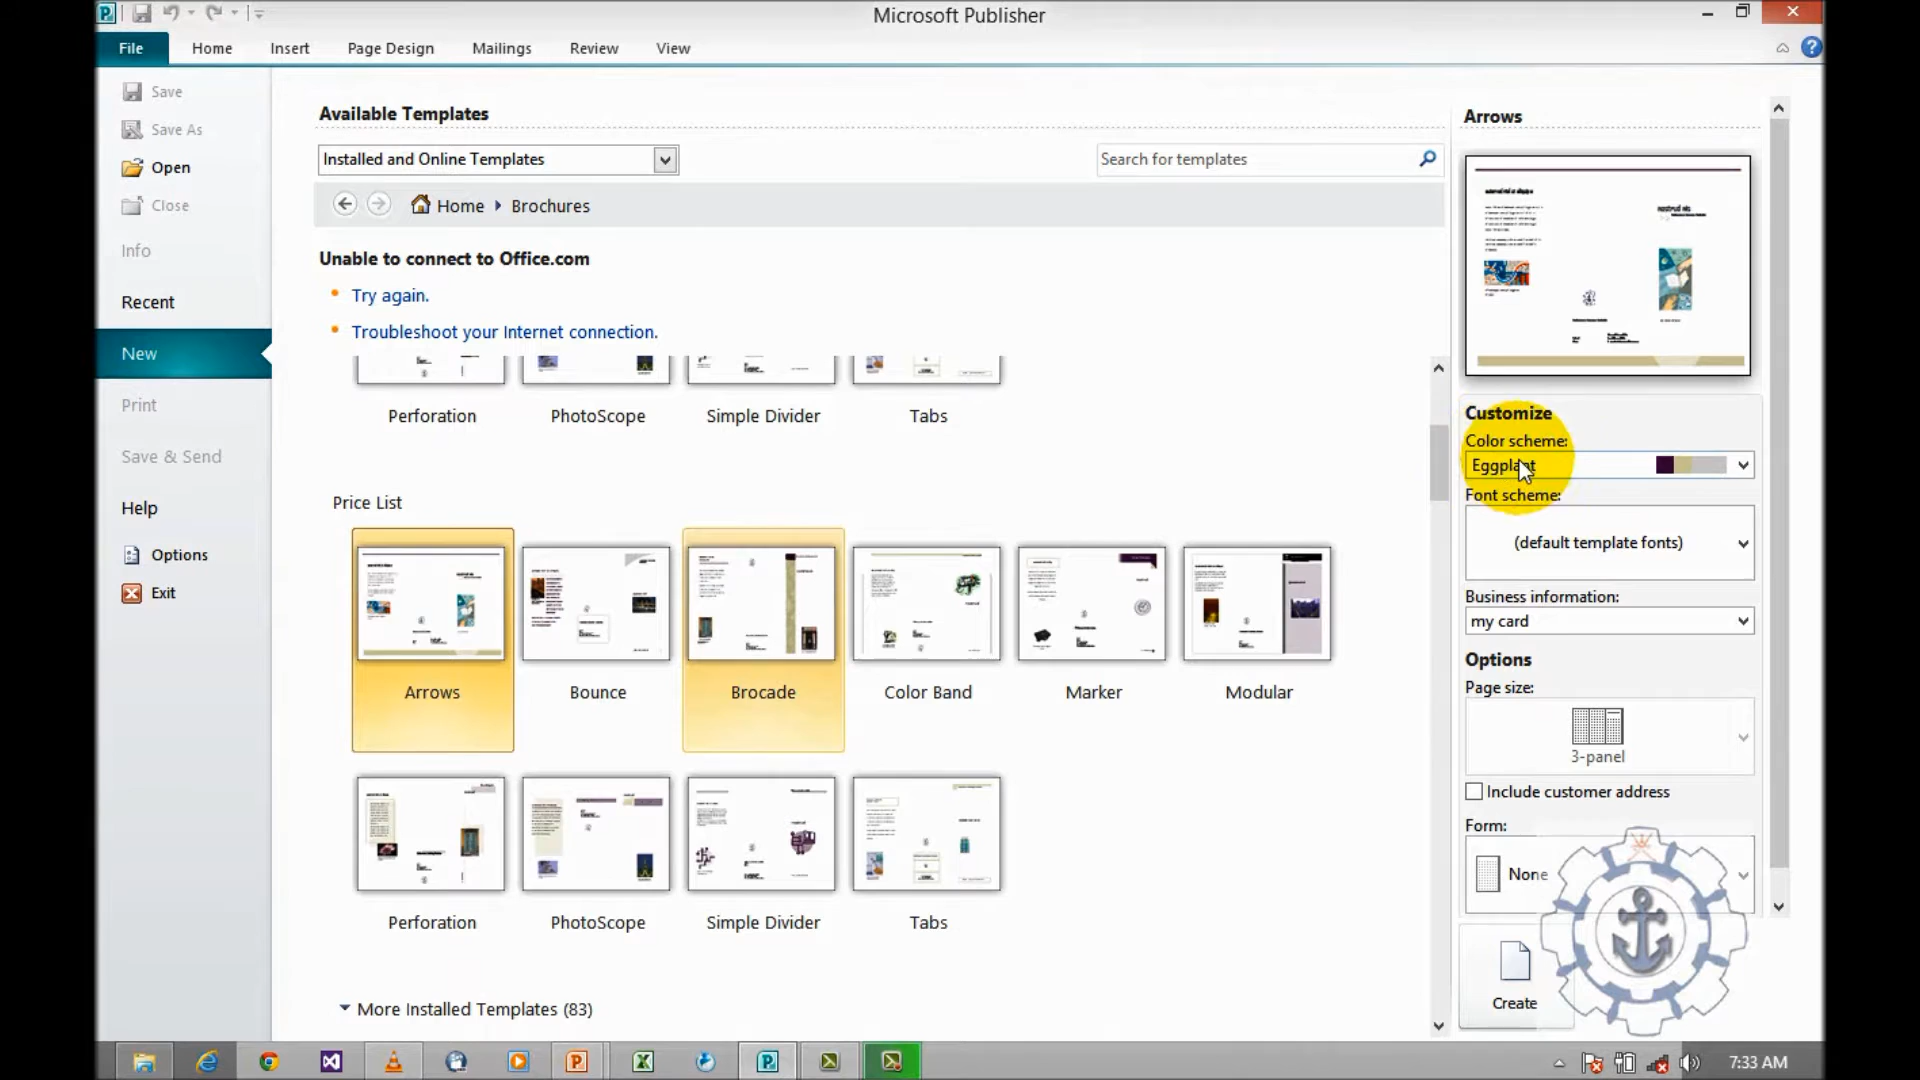 Microsoft Publisher
File Home Insert Page Design Mailings Review View
Save
Save As
Open
Close
Info
Recent
New
Print
Save & Send
Help
Options
Exit
Available Templates
Installed and Online Templates
Search for templates
Home Brochures
Unable to connect to Office.com
Try again.
Troubleshoot your Internet connection.
Perforation PhotoScope Simple Divider Tabs
Price List
Arrows Bounce Brocade Color Band Marker Modular
Perforation PhotoScope Simple Divider Tabs
More Installed Templates (83)
Arrows
Customize
Color scheme:
Eggplant
Font scheme:
(default template fonts)
Business information:
my card
Options
Page size:
3-panel
Include customer address
Form:
None
Create
7:33 AM